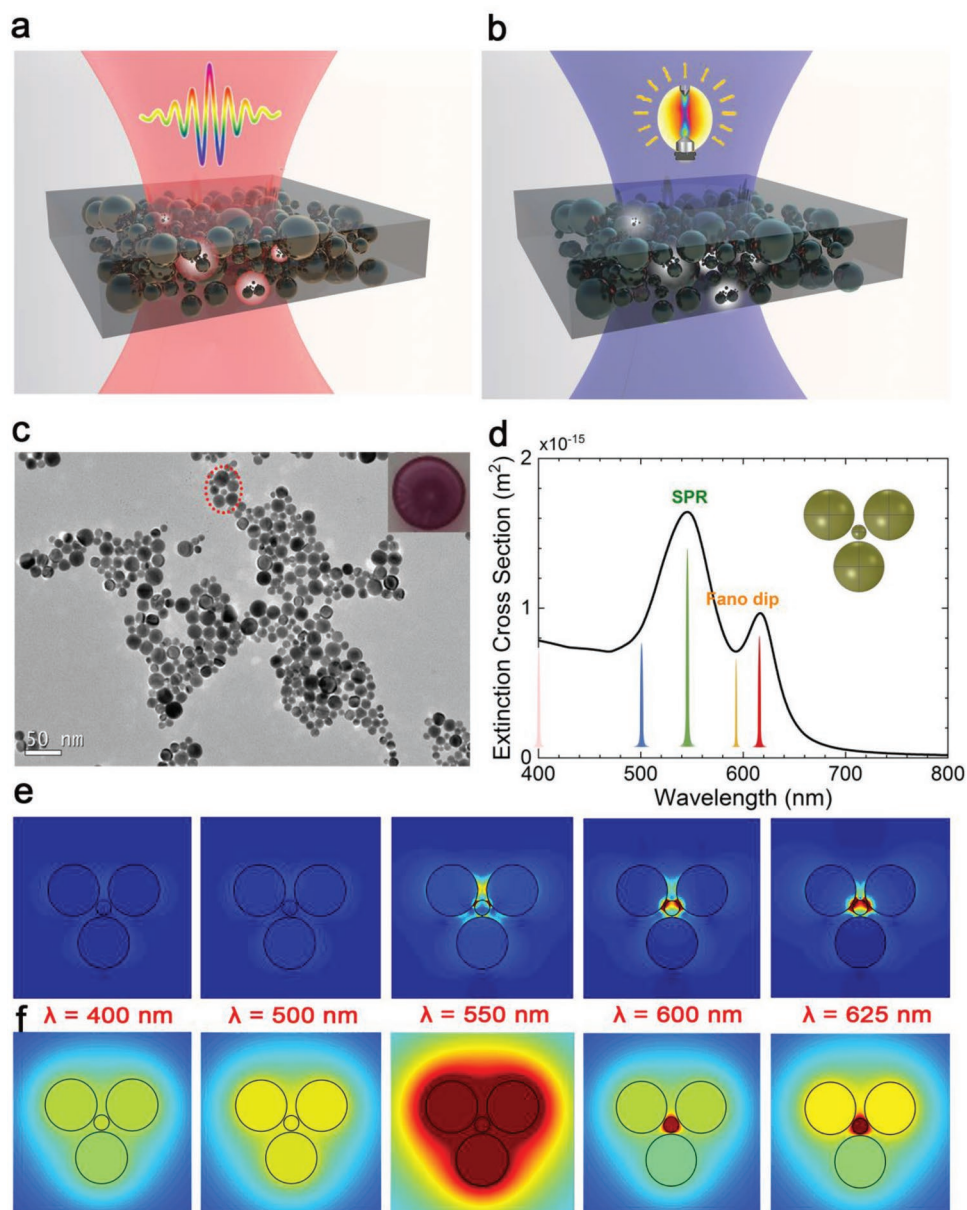 a
b
c
50 nm
d
x10⁻¹⁵
2
1
0
Extinction Cross Section (m²)
SPR
Fano dip
400 500 600 700 800
Wavelength (nm)
e
λ = 400 nm
λ = 500 nm
λ = 550 nm
λ = 600 nm
λ = 625 nm
f